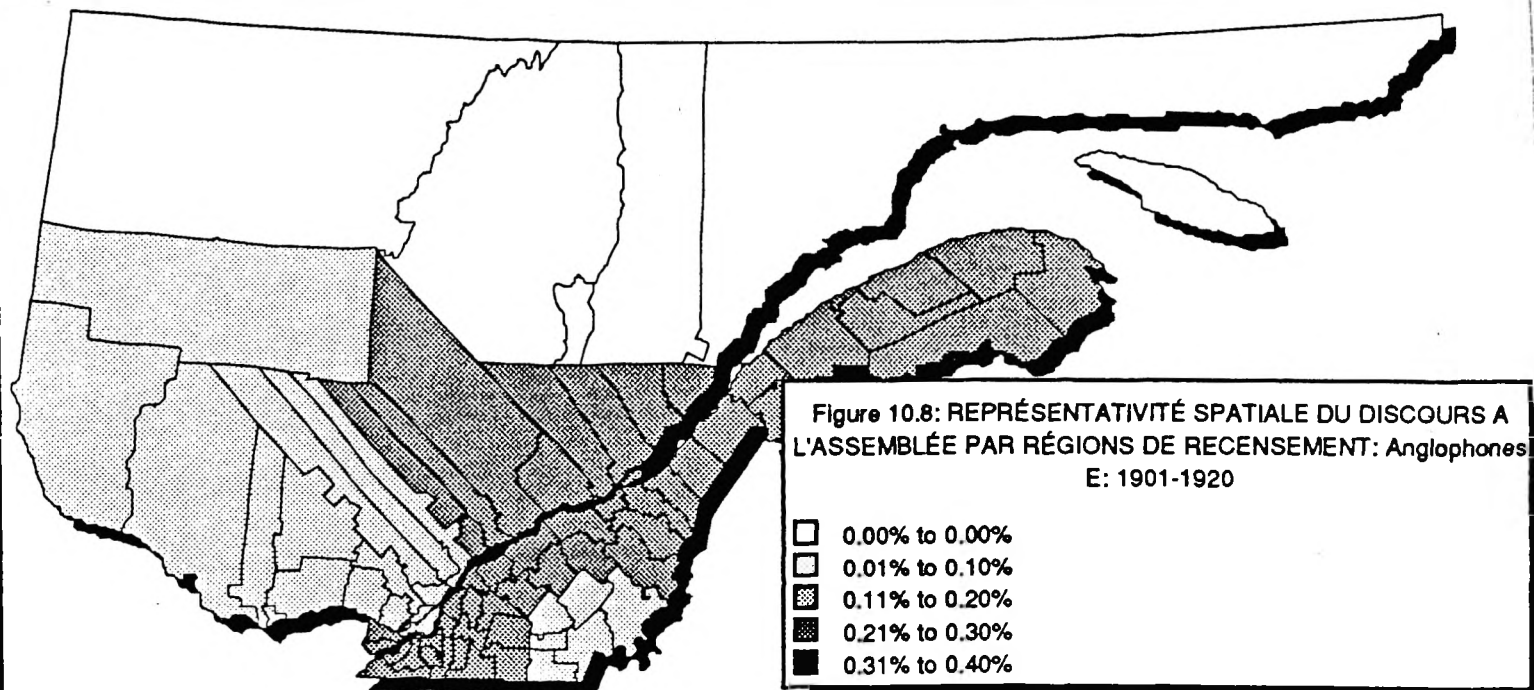 Figure 10.8: REPRÉSENTATIVITÉ SPATIALE DU DISCOURS A
L'ASSEMBLÉE PAR RÉGIONS DE RECENSEMENT: Anglophones
E: 1901-1920
0.00% to 0.00%
0.01% to 0.10%
0.11% to 0.20%
0.21% to 0.30%
0.31% to 0.40%